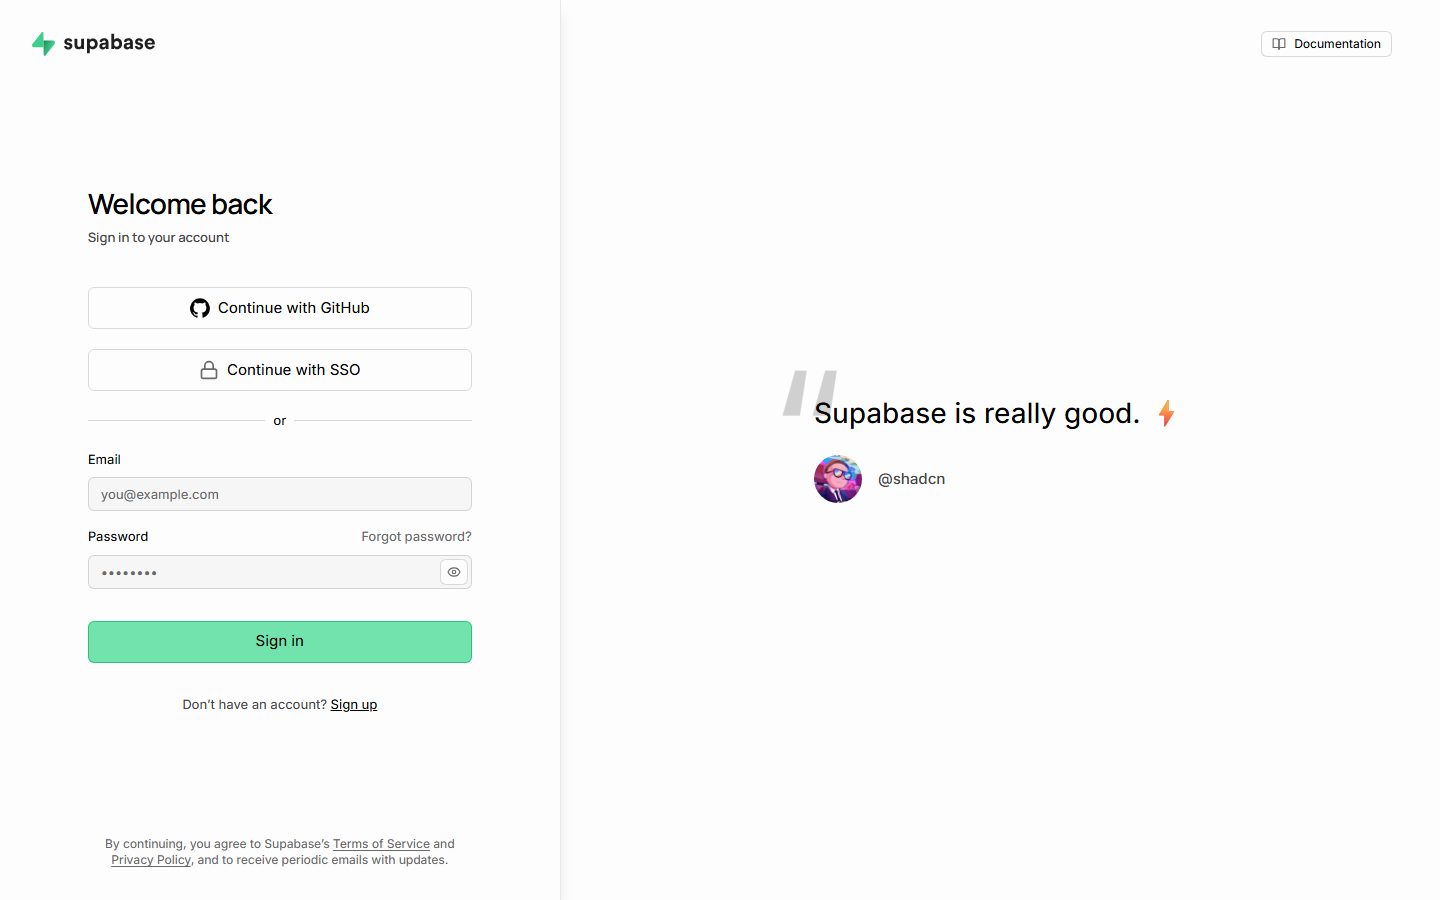 supabase
Documentation
Welcome back
Sign in to your account
Continue with GitHub
Continue with SSO
or
Email
you@example.com
Password
Forgot password?
••••••••
Sign in
Don’t have an account? Sign up
By continuing, you agree to Supabase’s Terms of Service and
Privacy Policy, and to receive periodic emails with updates.
"
Supabase is really good. ⚡
@shadcn